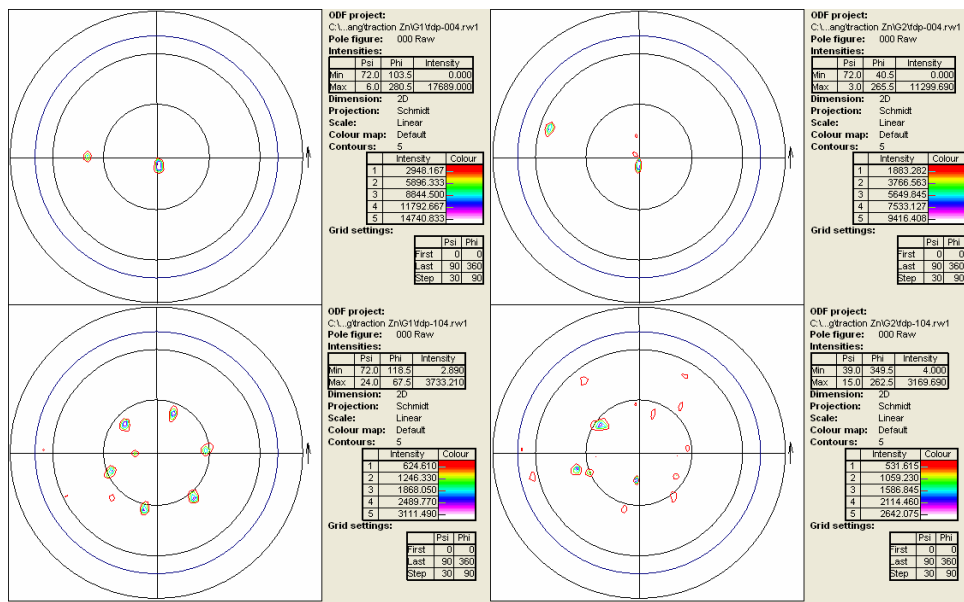 ODF project:
C:\...ang\traction Zn\G1\fdp-004.rw1
Pole figure: 000 Raw
Intensities:
Psi Phi Intensity
Min 72.0 103.5 0.000
Max 6.0 280.5 17689.000
Dimension: 2D
Projection: Schmidt
Scale: Linear
Colour map: Default
Contours: 5
Intensity Colour
1 2948.167
2 5896.333
3 8844.500
4 11792.667
5 14740.833
Grid settings:
Psi Phi
First 0 0
Last 90 360
Step 30 90
ODF project:
C:\...ang\traction Zn\G2\fdp-004.rw1
Pole figure: 000 Raw
Intensities:
Psi Phi Intensity
Min 72.0 40.5 0.000
Max 3.0 265.5 11299.690
Dimension: 2D
Projection: Schmidt
Scale: Linear
Colour map: Default
Contours: 5
Intensity Colour
1 1883.282
2 3766.563
3 5649.845
4 7533.127
5 9416.408
Grid settings:
Psi Phi
First 0 0
Last 90 360
Step 30 90
ODF project:
C:\...g\traction Zn\G1\fdp-104.rw1
Pole figure: 000 Raw
Intensities:
Psi Phi Intensity
Min 72.0 118.5 2.890
Max 24.0 67.5 3733.210
Dimension: 2D
Projection: Schmidt
Scale: Linear
Colour map: Default
Contours: 5
Intensity Colour
1 624.610
2 1246.330
3 1868.050
4 2489.770
5 3111.490
Grid settings:
Psi Phi
First 0 0
Last 90 360
Step 30 90
ODF project:
C:\...g\traction Zn\G2\fdp-104.rw1
Pole figure: 000 Raw
Intensities:
Psi Phi Intensity
Min 39.0 349.5 4.000
Max 15.0 262.5 3169.690
Dimension: 2D
Projection: Schmidt
Scale: Linear
Colour map: Default
Contours: 5
Intensity Colour
1 531.615
2 1059.230
3 1586.845
4 2114.460
5 2642.075
Grid settings:
Psi Phi
First 0 0
Last 90 360
Step 30 90